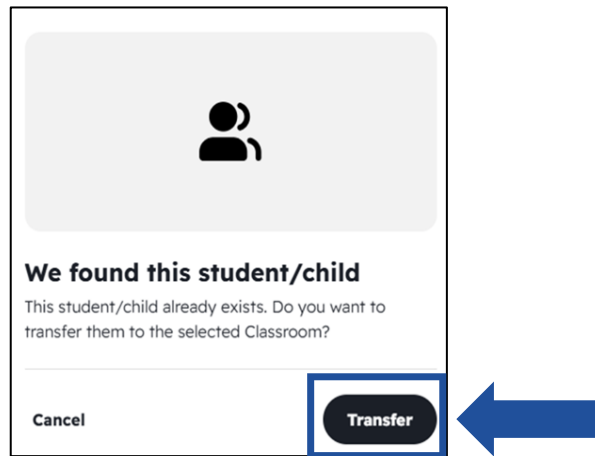 We found this student/child
This student/child already exists. Do you want to
transfer them to the selected Classroom?
Cancel
Transfer